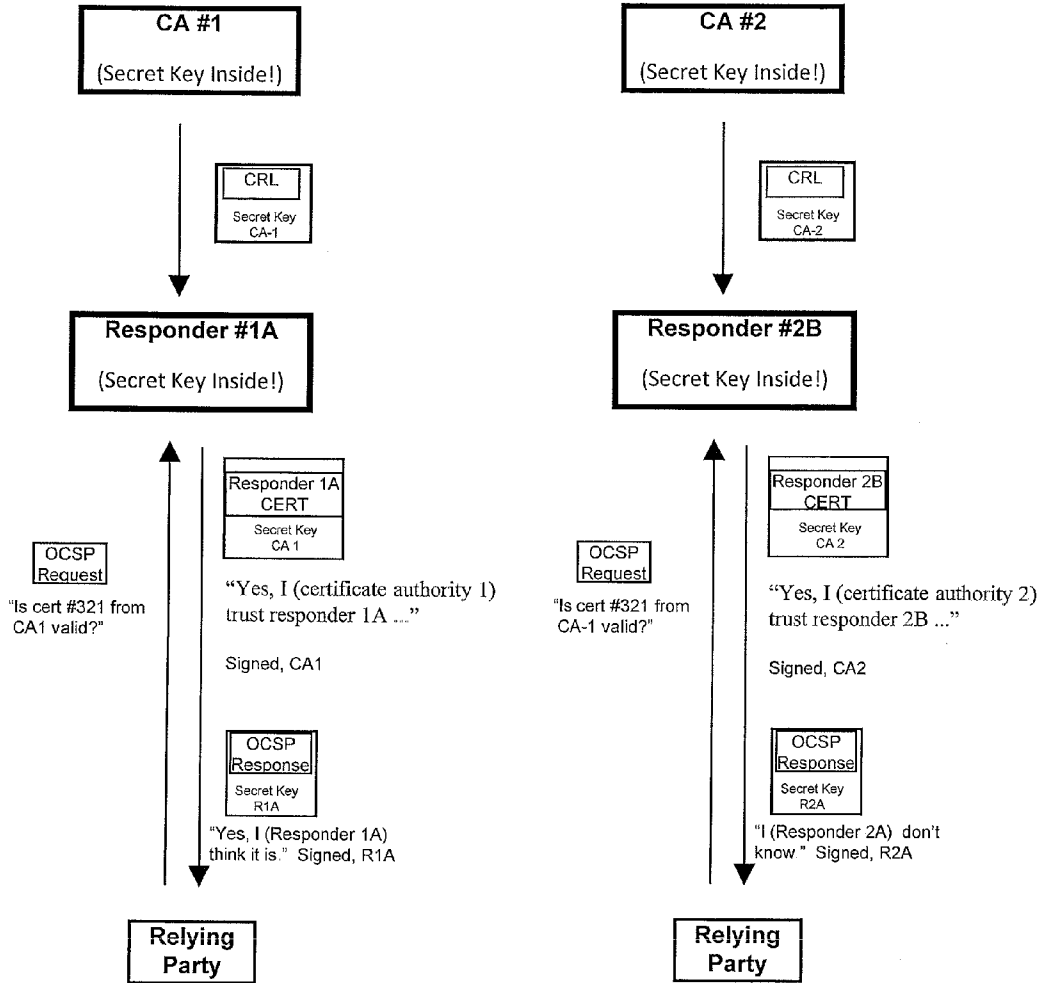 CA #1
(Secret Key Inside!)
CRL
Secret Key
CA-1
Responder #1A
(Secret Key Inside!)
OCSP
Request
"Is cert #321 from
CA1 valid?"
Responder 1A
CERT
Secret Key
CA 1
"Yes, I (certificate authority 1)
trust responder 1A ...."
Signed, CA1
OCSP
Response
Secret Key
R1A
"Yes, I (Responder 1A)
think it is." Signed, R1A
Relying
Party
CA #2
(Secret Key Inside!)
CRL
Secret Key
CA-2
Responder #2B
(Secret Key Inside!)
OCSP
Request
"Is cert #321 from
CA-1 valid?"
Responder 2B
CERT
Secret Key
CA 2
"Yes, I (certificate authority 2)
trust responder 2B ..."
Signed, CA2
OCSP
Response
Secret Key
R2A
"I (Responder 2A) don't
know." Signed, R2A
Relying
Party